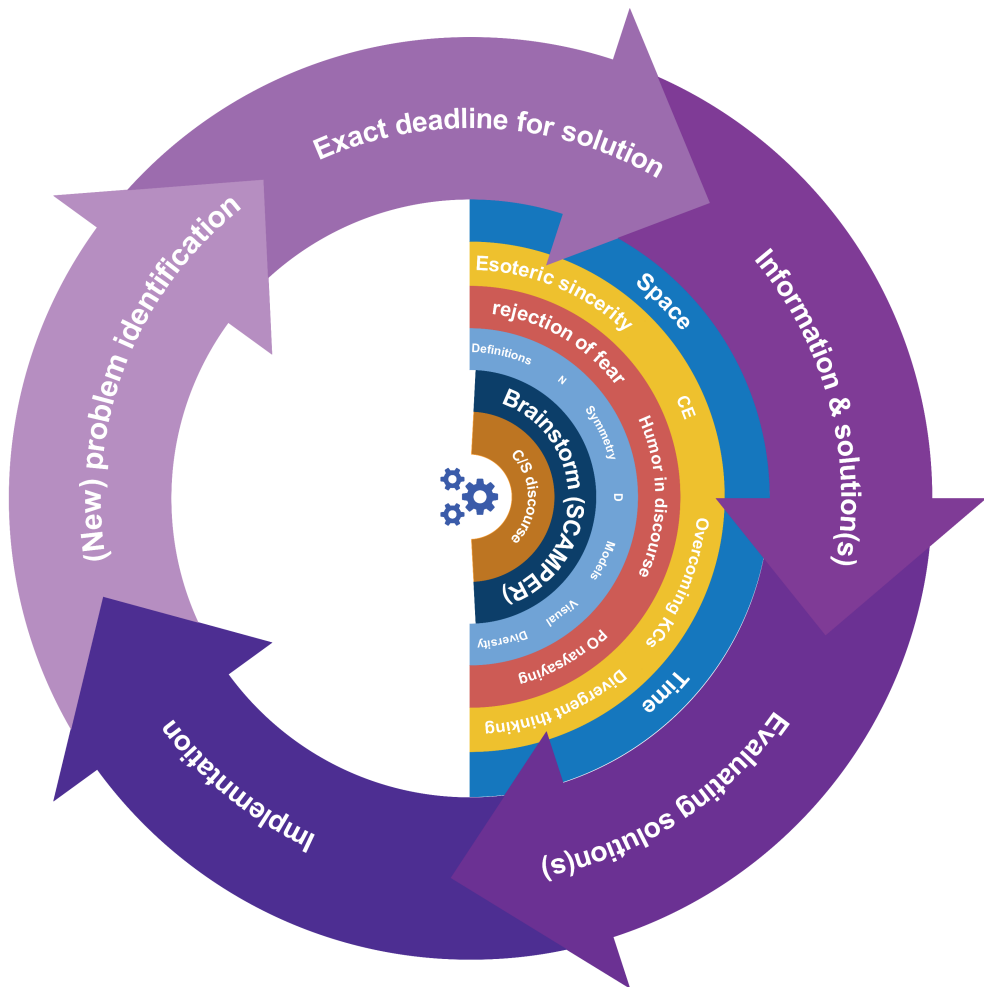 Exact deadline for solution
Information & solution(s)
Evaluating solution(s)
Implemntation
(New) problem identification
Space
Time
Esoteric sincerity
CE
Overcoming KCs
Divergent thinking
rejection of fear
Humor in discourse
PO naysaying
Definitions
N
Symmetry
D
Models
Visual
Diversity
Brainstorm (SCAMPER)
C/S discourse